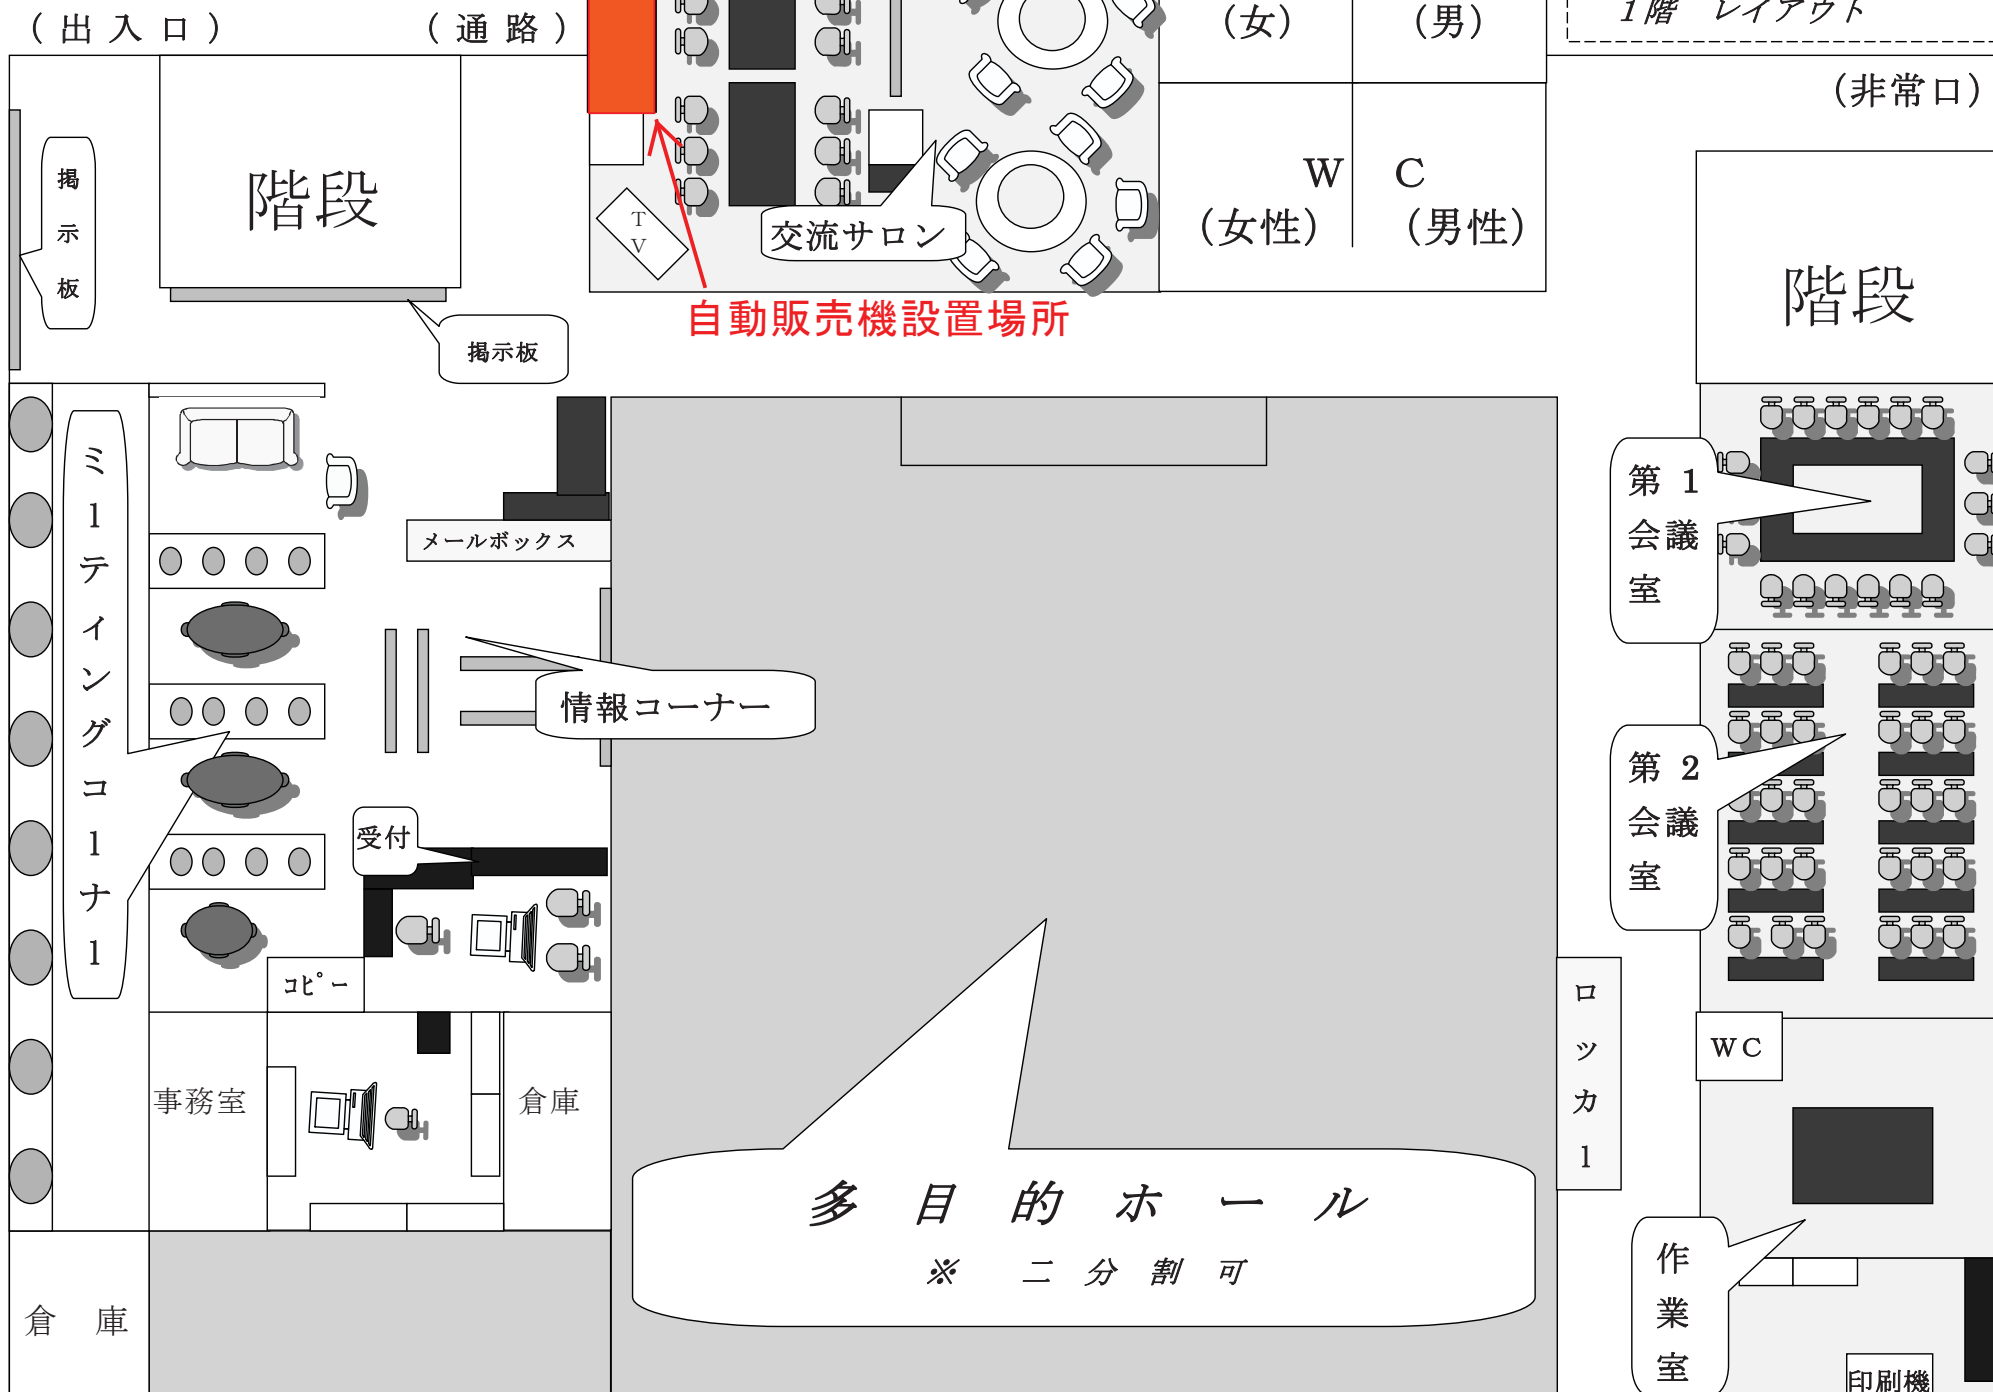 (出入口)
(通路)
(女)
(男)
1階 レイアウト
(非常口)
掲示板
階段
TV
交流サロン
W C
(女性)
(男性)
自動販売機設置場所
掲示板
階段
ミーティングコーナー
メールボックス
情報コーナー
第1
会議
室
第2
会議
室
受付
コピー
事務室
倉庫
ロッカー
WC
多目的ホール
※ 二分割可
作業室
倉庫
印刷機